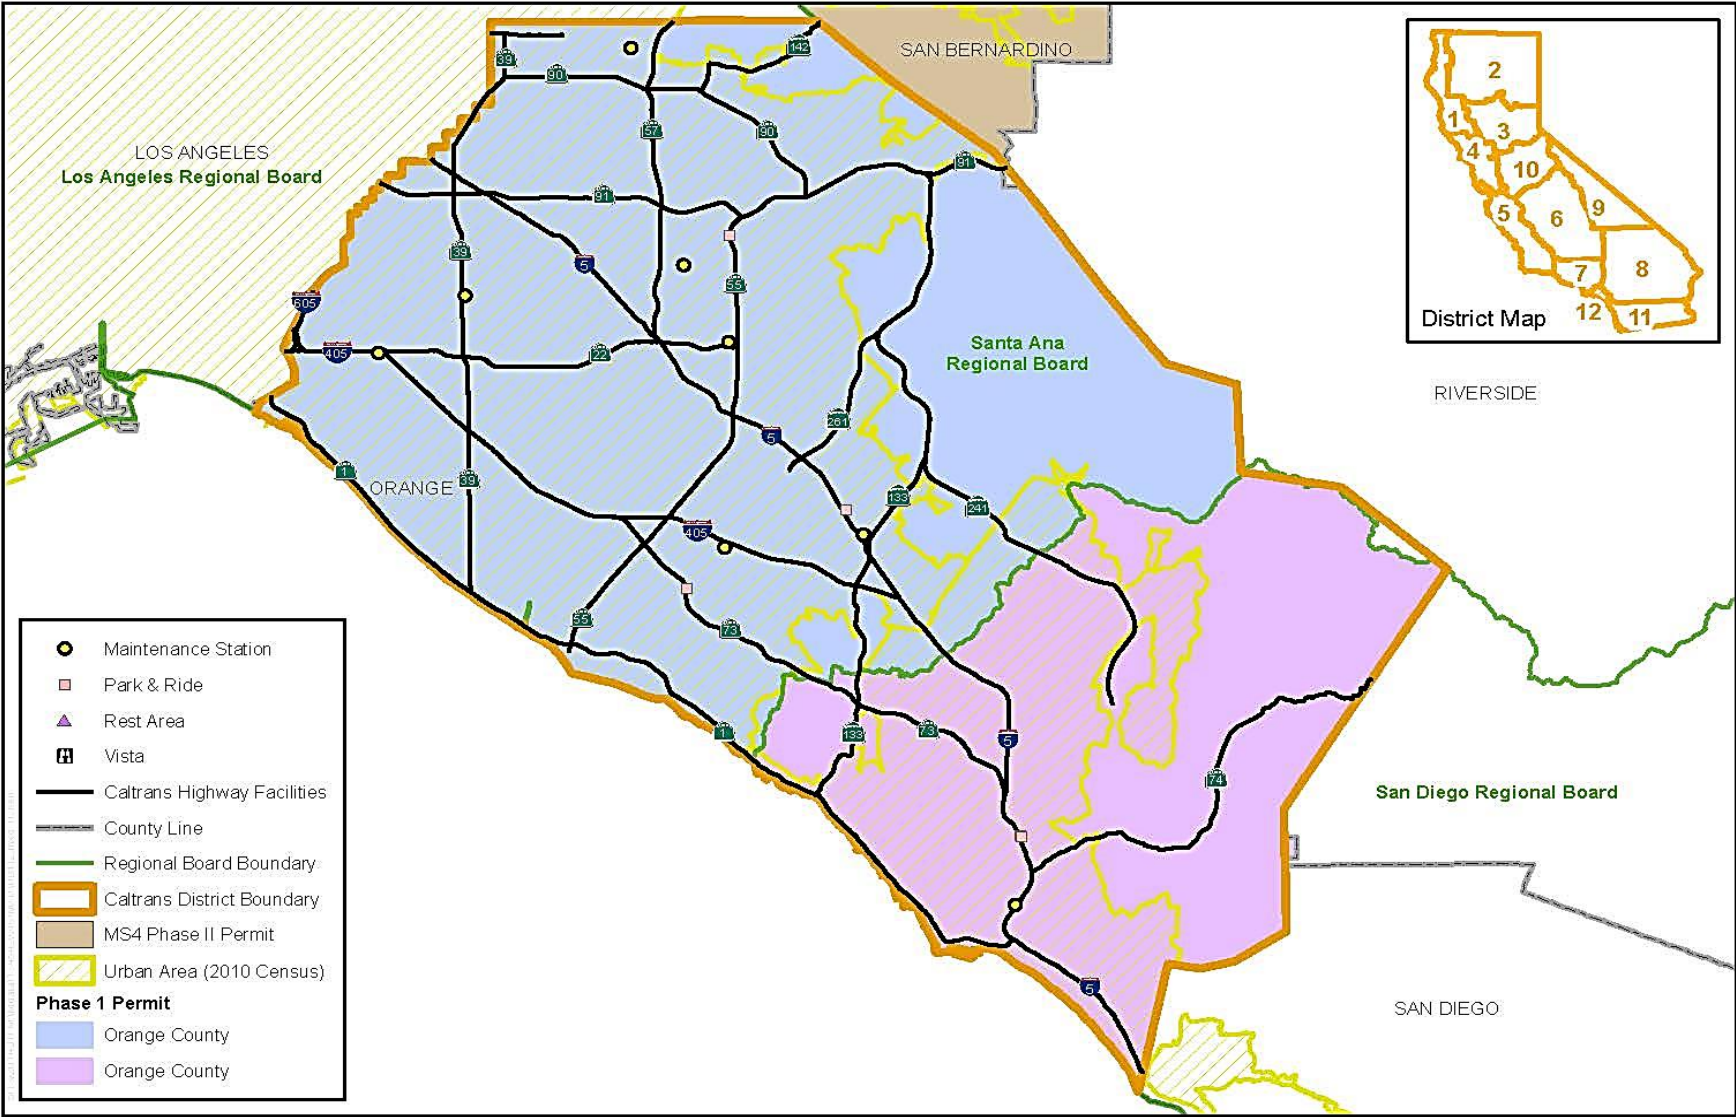 SAN BERNARDINO
LOS ANGELES
Los Angeles Regional Board
ORANGE
Santa Ana
Regional Board
RIVERSIDE
San Diego Regional Board
SAN DIEGO
39
90
142
57
90
91
91
39
5
55
605
405
22
261
5
1
39
133
241
405
55
73
1
133
73
5
74
5
2
1
3
4
10
5
6
9
7
8
12
11
District Map
Maintenance Station
Park & Ride
Rest Area
Vista
Caltrans Highway Facilities
County Line
Regional Board Boundary
Caltrans District Boundary
MS4 Phase II Permit
Urban Area (2010 Census)
Phase 1 Permit
Orange County
Orange County